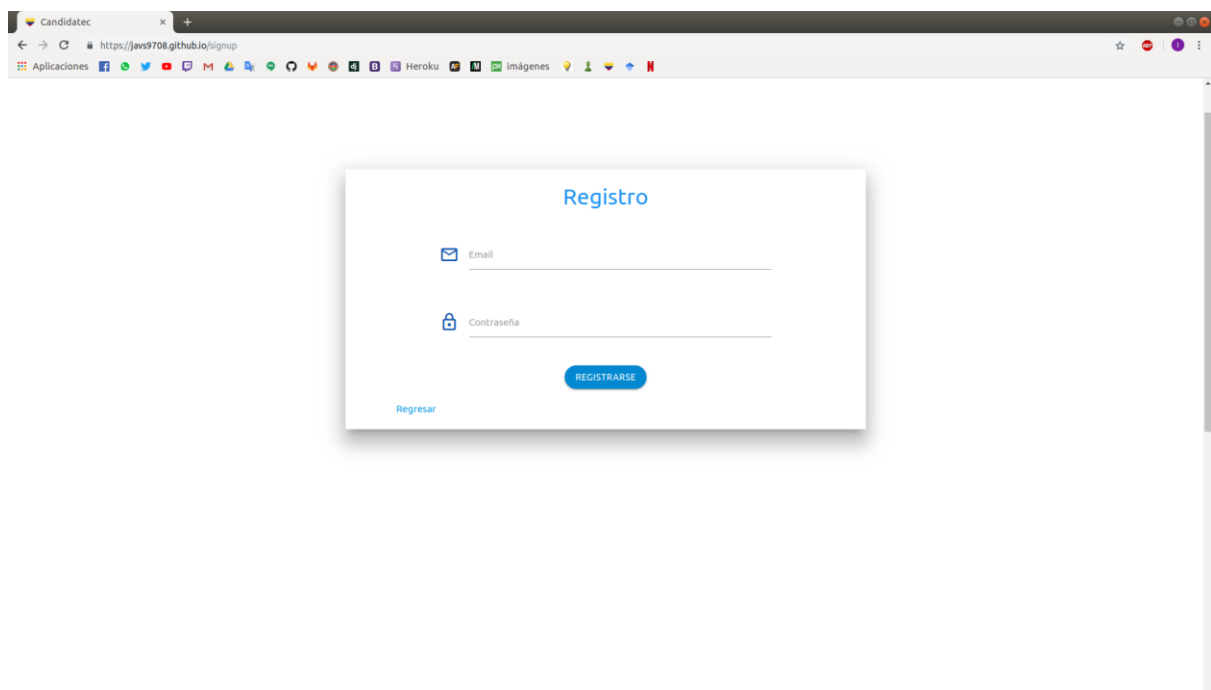 Candidatec
https://javs9708.github.io/signup
Aplicaciones Heroku imágenes
Registro
Email
Contraseña
REGISTRARSE
Regresar